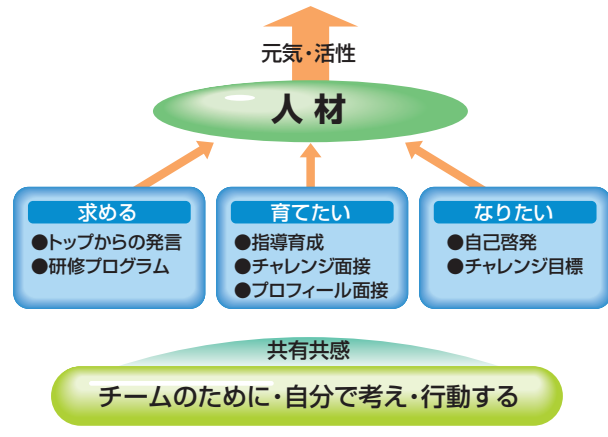 元気・活性
人材
求める
●トップからの発言
●研修プログラム
育てたい
●指導育成
●チャレンジ面接
●プロフィール面接
なりたい
●自己啓発
●チャレンジ目標
共有共感
チームのために・自分で考え・行動する